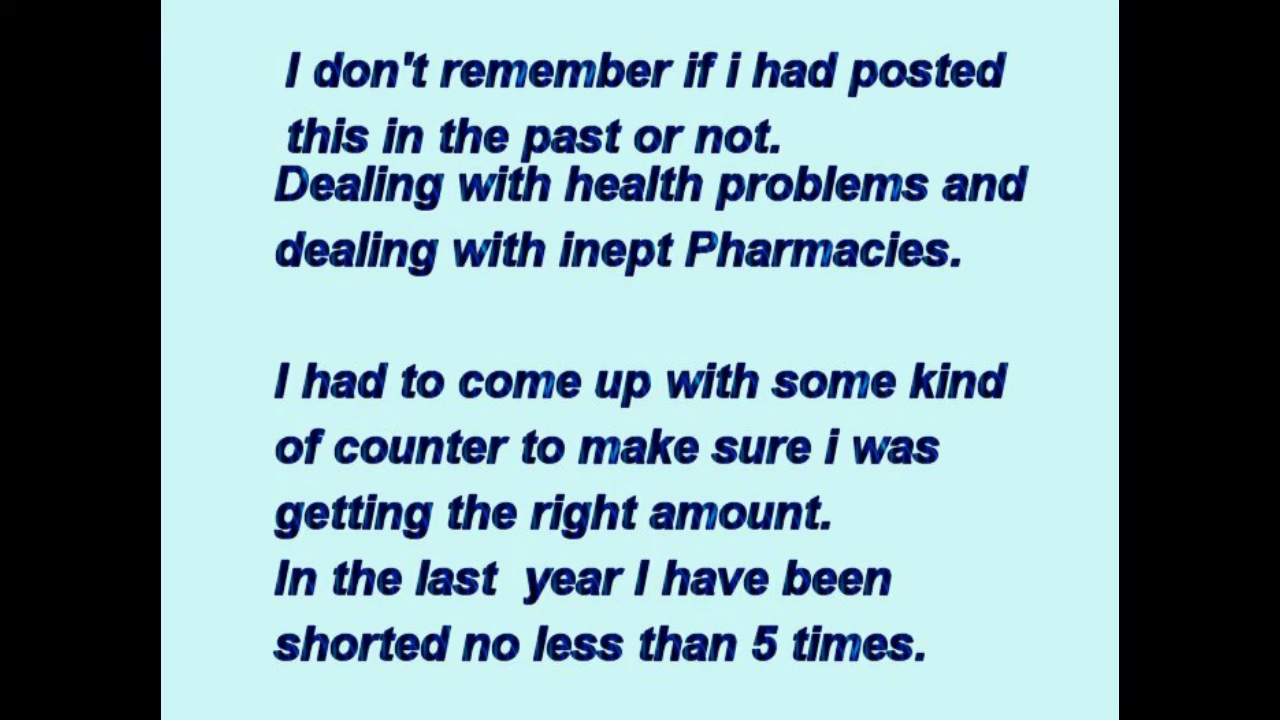 I don't remember if i had posted
this in the past or not.
Dealing with health problems and
dealing with inept Pharmacies.
I had to come up with some kind
of counter to make sure i was
getting the right amount.
In the last  year I have been
shorted no less than 5 times.